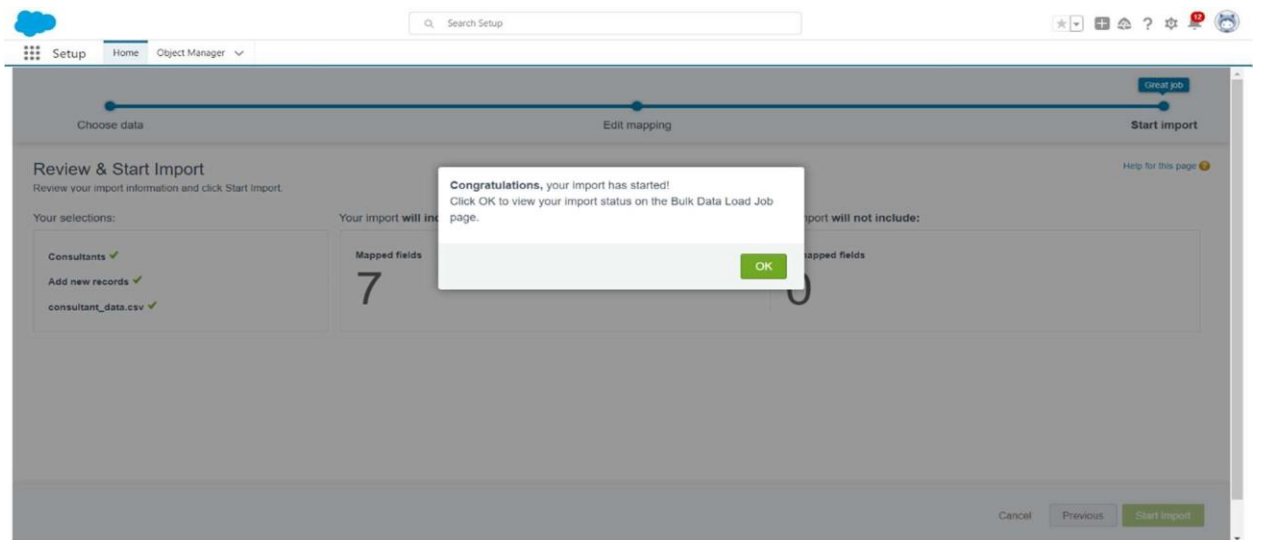 Search Setup
12
Setup Home Object Manager
Great job
Choose data Edit mapping Start import
Review & Start Import
Help for this page
Review your import information and click Start Import.
Congratulations, your import has started!
Click OK to view your import status on the Bulk Data Load Job
page.
OK
Your selections:
Your import will
import will not include:
Consultants
Add new records
consultant_data.csv
Mapped fields
7
mapped fields
0
Cancel Previous Start Import